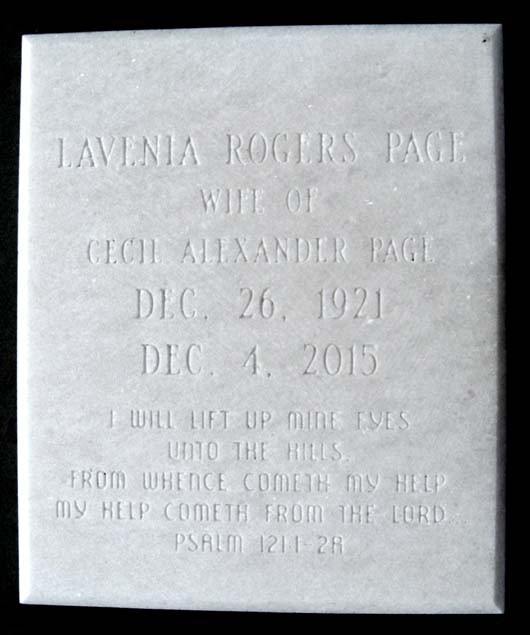 LAVENIA ROGERS PAGE
WIFE OF
CECIL ALEXANDER PAGE
DEC. 26, 1921
DEC. 4, 2015
I WILL LIFT UP MINE EYES
UNTO THE HILLS,
FROM WHENCE COMETH MY HELP
MY HELP COMETH FROM THE LORD.
PSALM 121:1-2A